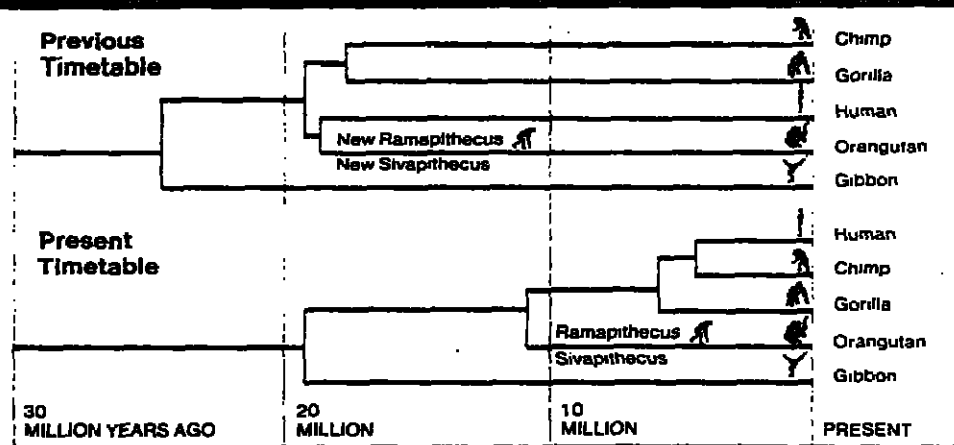 Previous
Timetable
Chimp
Gorilla
Human
New Ramapithecus
Orangutan
New Sivapithecus
Gibbon
Present
Timetable
Human
Chimp
Gorilla
Ramapithecus
Orangutan
Sivapithecus
Gibbon
30
MILLION YEARS AGO
20
MILLION
10
MILLION
PRESENT